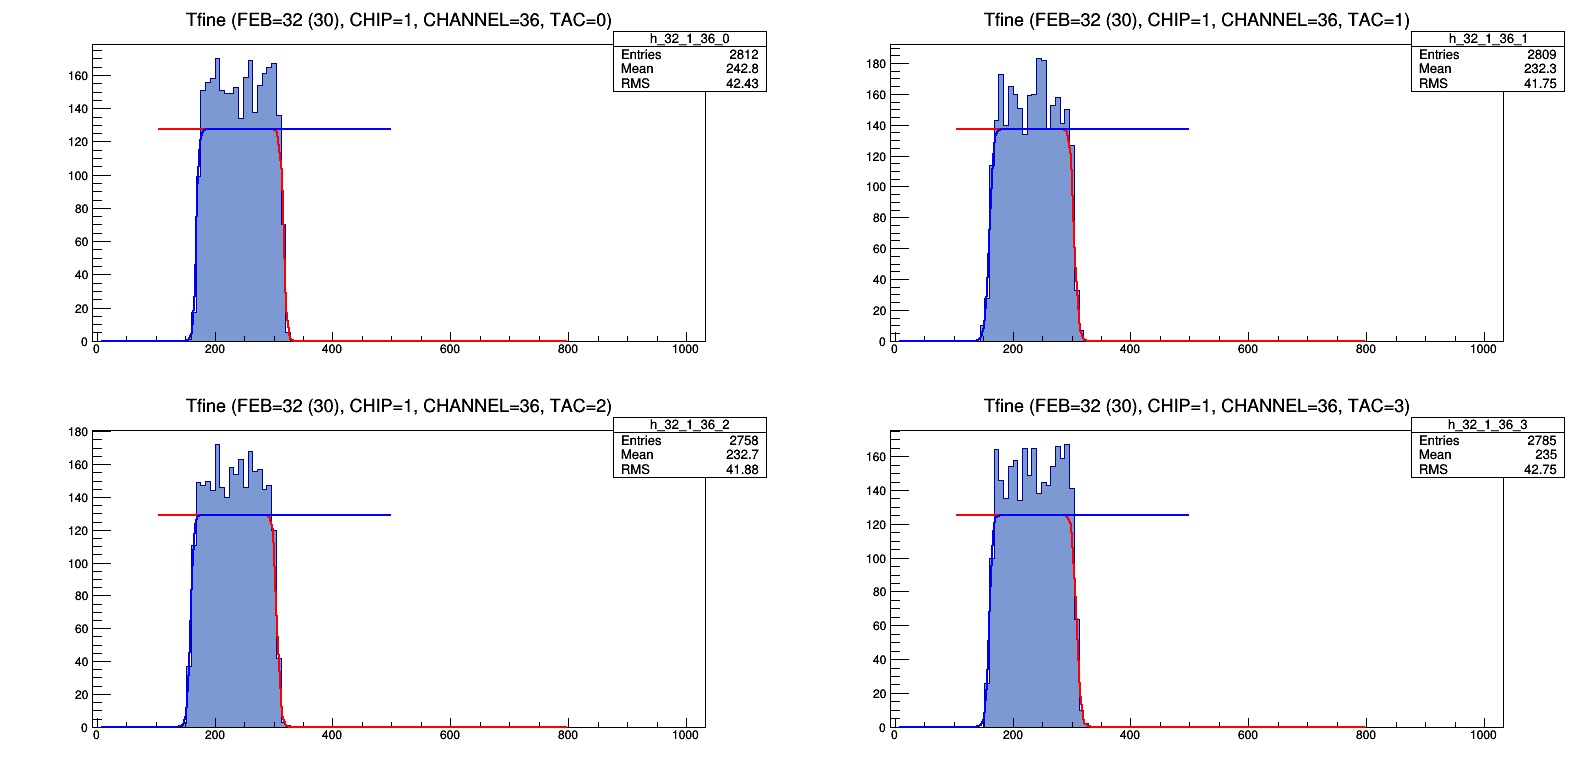 Tfine (FEB=32 (30), CHIP=1, CHANNEL=36, TAC=0)
h_32_1_36_0
Entries 2812
Mean 242.8
RMS 42.43
160
140
120
100
80
60
40
20
0
0 200 400 600 800 1000
Tfine (FEB=32 (30), CHIP=1, CHANNEL=36, TAC=1)
h_32_1_36_1
Entries 2809
Mean 232.3
RMS 41.75
180
160
140
120
100
80
60
40
20
0
0 200 400 600 800 1000
Tfine (FEB=32 (30), CHIP=1, CHANNEL=36, TAC=2)
h_32_1_36_2
Entries 2758
Mean 232.7
RMS 41.88
180
160
140
120
100
80
60
40
20
0
0 200 400 600 800 1000
Tfine (FEB=32 (30), CHIP=1, CHANNEL=36, TAC=3)
h_32_1_36_3
Entries 2785
Mean 235
RMS 42.75
160
140
120
100
80
60
40
20
0
0 200 400 600 800 1000